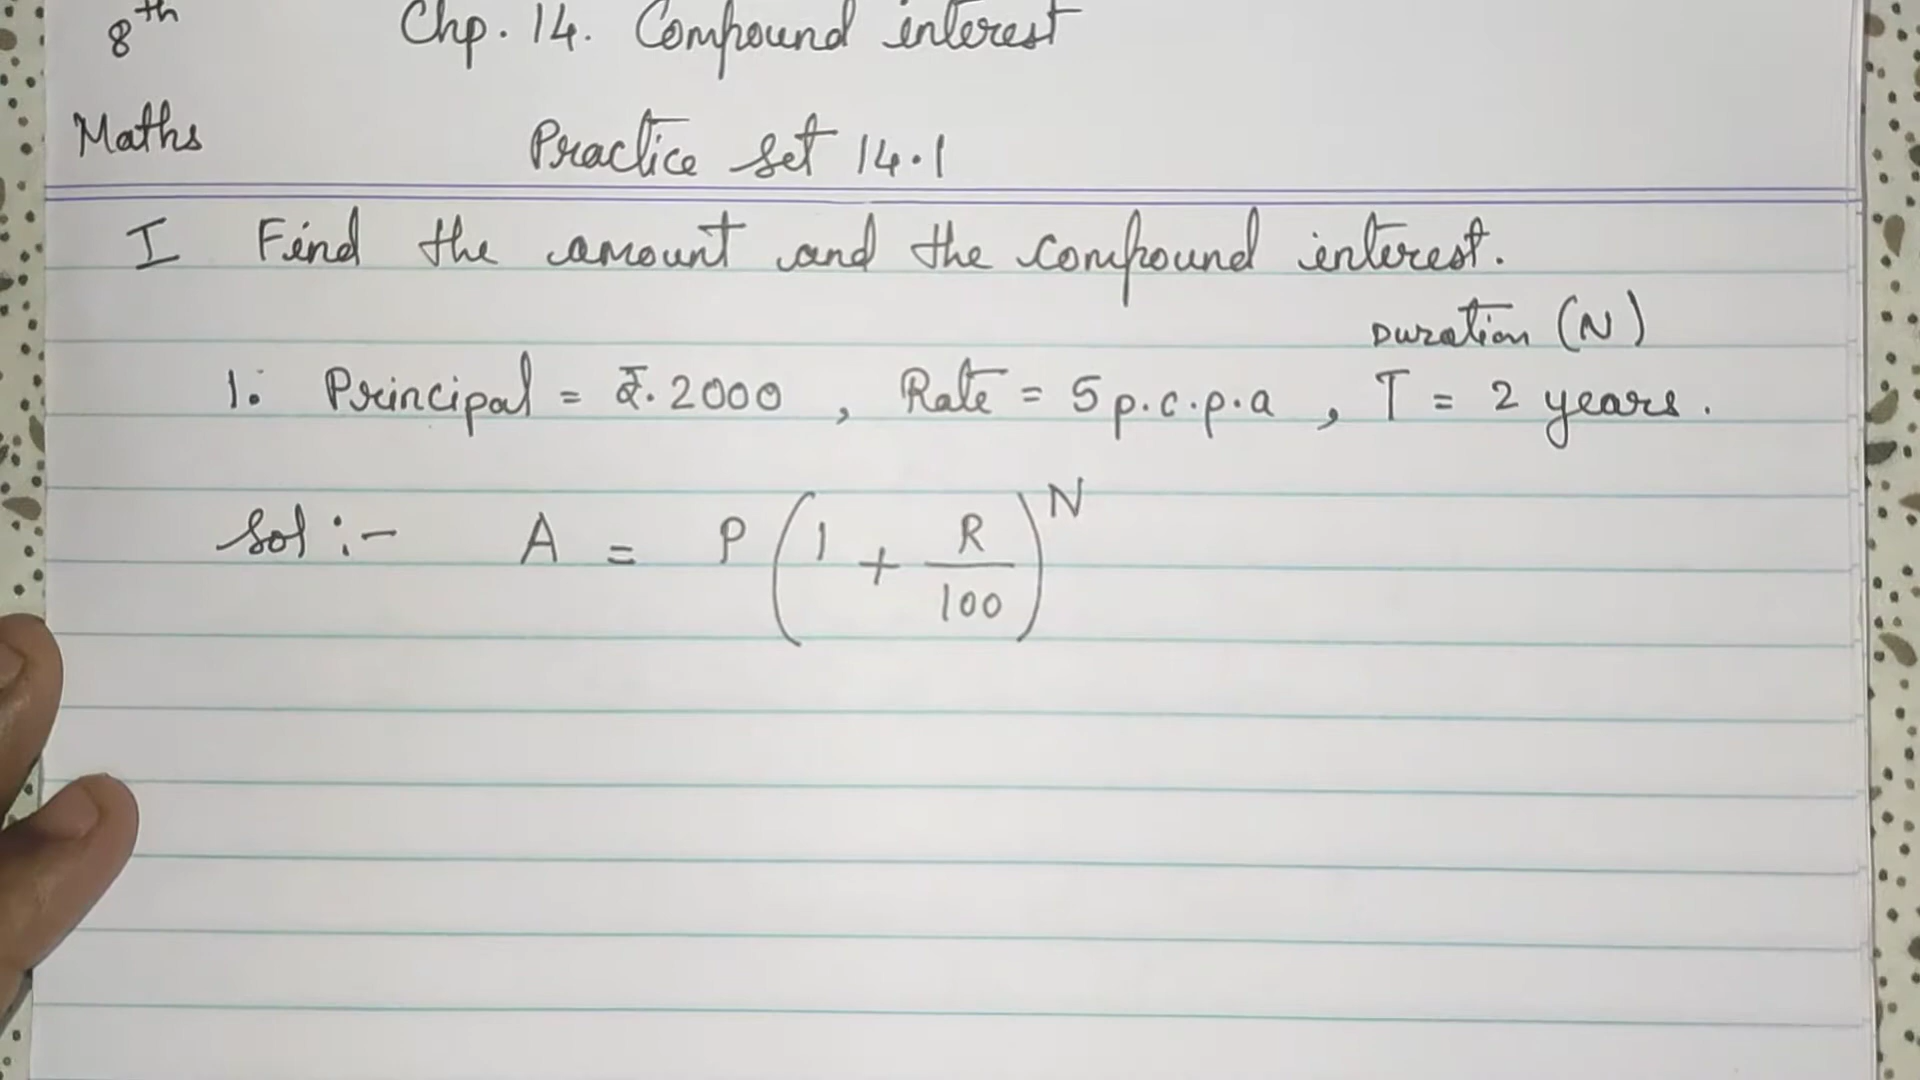 8th Chp. 14. Compound interest
Maths Practice set 14.1
I Find the amount and the compound interest.
Duration (N)
1. Principal = ₹. 2000 , Rate = 5 p.c.p.a , T = 2 years.
Sol :- A = P (1 + R/100)^N